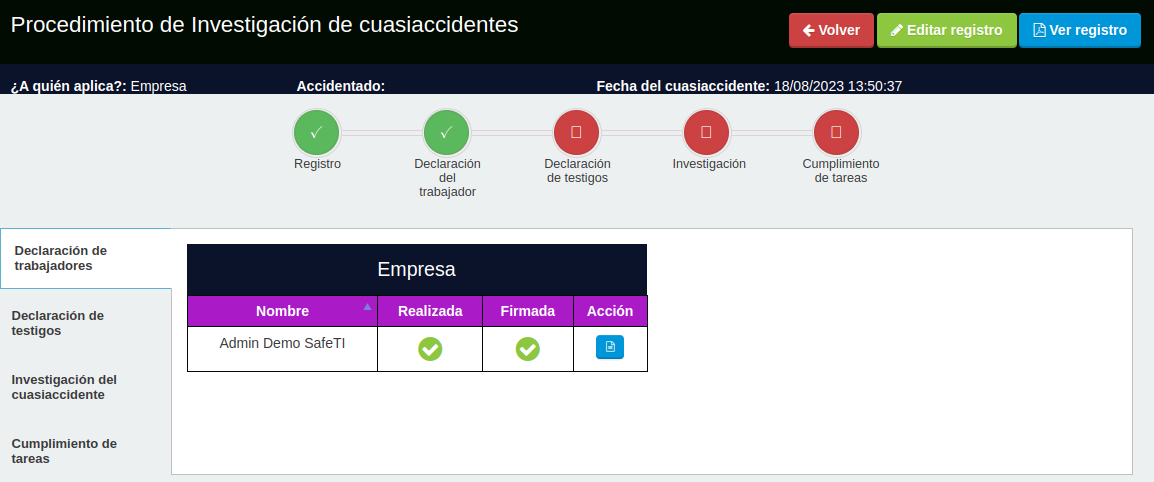 Procedimiento de Investigación de cuasiaccidentes
Volver
Editar registro
Ver registro
¿A quién aplica?: Empresa
Accidentado:
Fecha del cuasiaccidente: 18/08/2023 13:50:37
Registro
Declaración
del
trabajador
Declaración
de testigos
Investigación
Cumplimiento
de tareas
Declaración de
trabajadores
Declaración de
testigos
Investigación del
cuasiaccidente
Cumplimiento de
tareas
Empresa
Nombre Realizada Firmada Acción
Admin Demo SafeTI